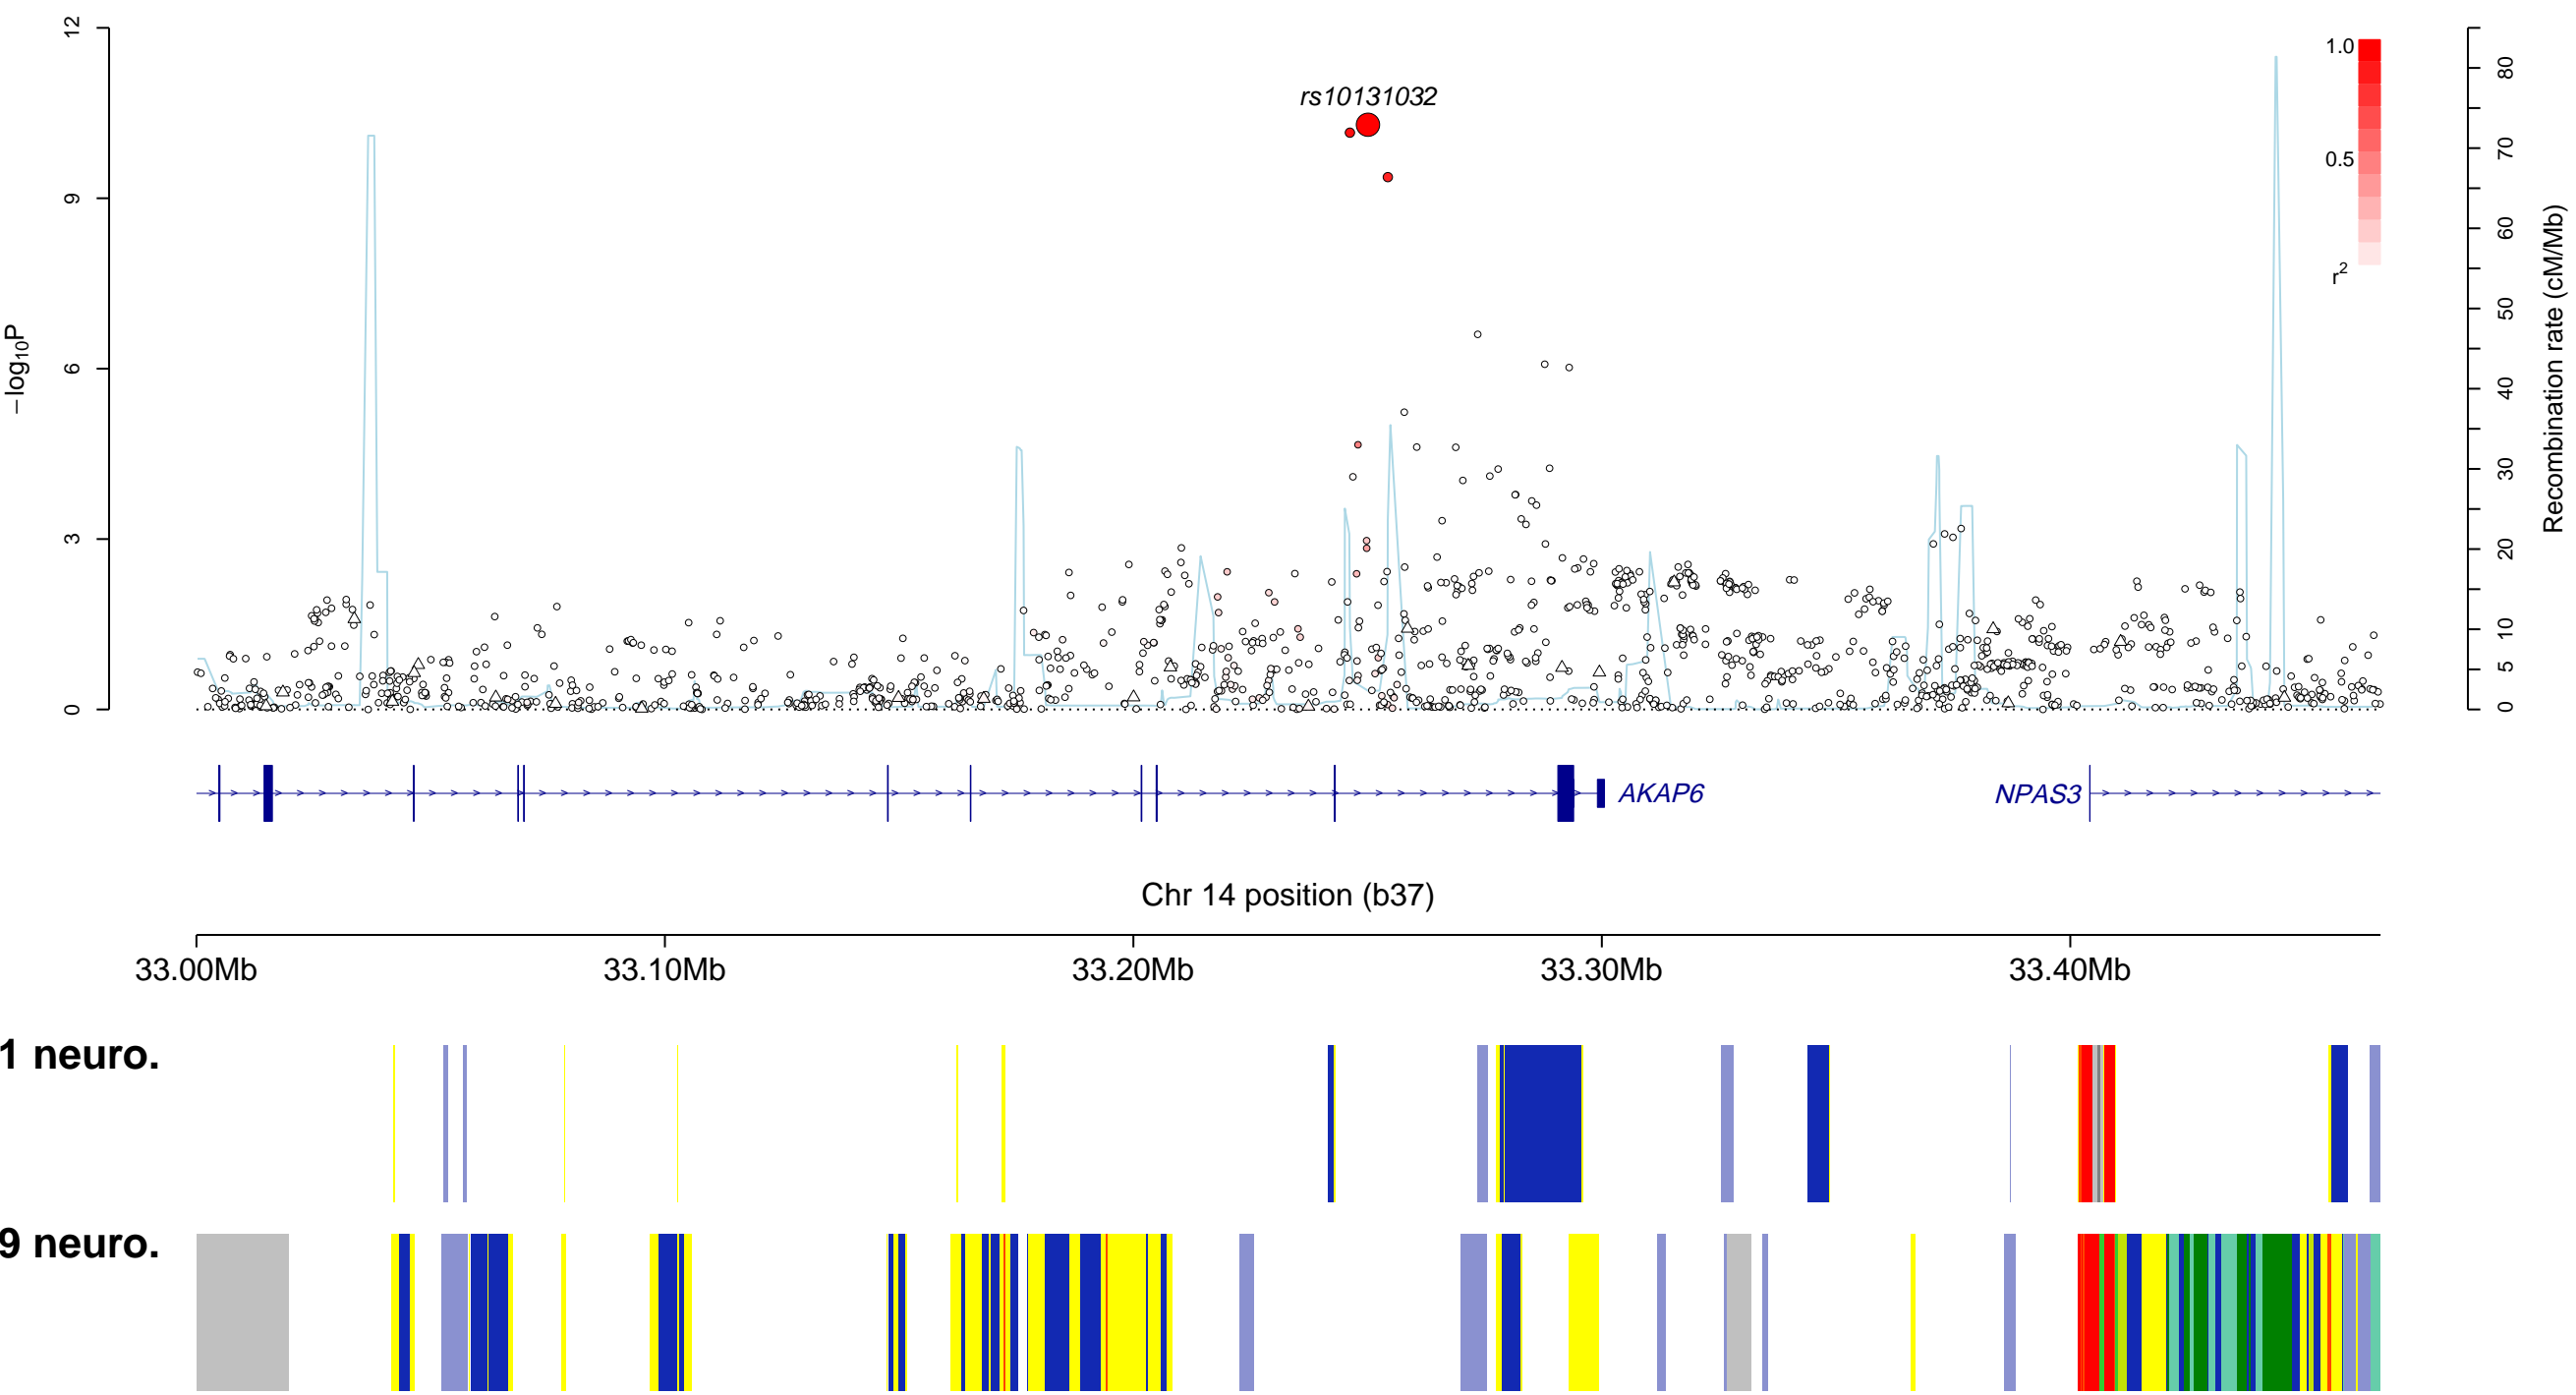 12
9
6
3
0
−log10P
rs10131032
1.0
0.5
r2
80
70
60
50
40
30
20
10
5
0
Recombination rate (cM/Mb)
AKAP6
NPAS3
Chr 14 position (b37)
33.00Mb 33.10Mb 33.20Mb 33.30Mb 33.40Mb
1 neuro.
9 neuro.